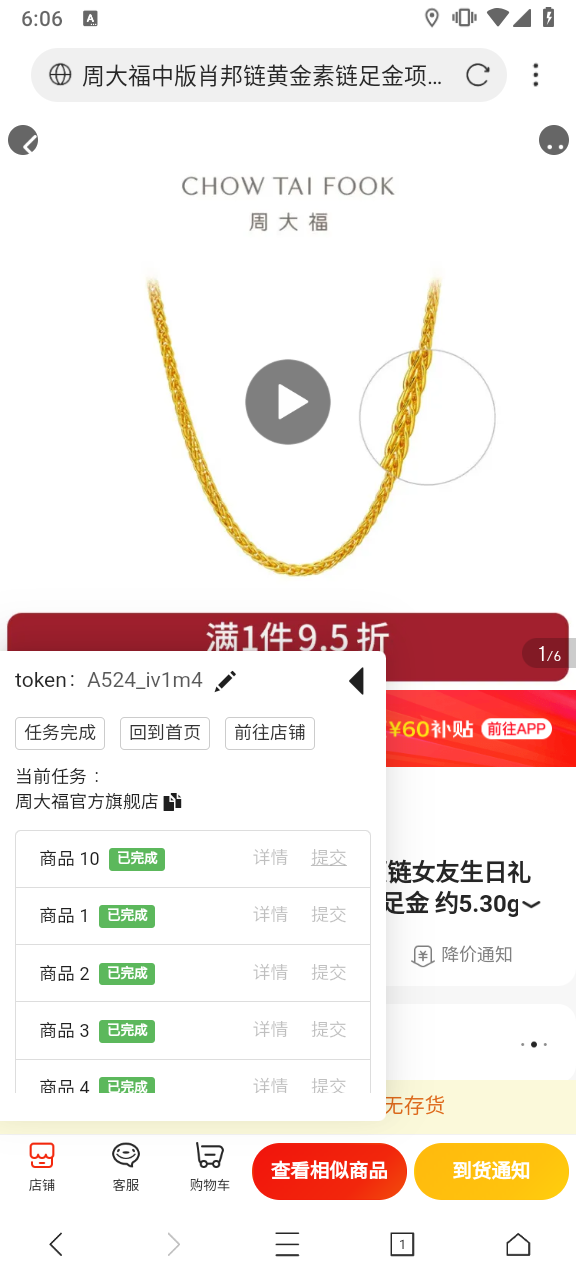 6:06
A
周大福中版肖邦链黄金素链足金项...
CHOW TAI FOOK
周大福
满1件9.5折
1/6
token： A524_iv1m4
¥60补贴 前往APP
任务完成 回到首页 前往店铺
当前任务：
周大福官方旗舰店
商品 10 已完成 详情 提交
链女友生日礼
商品 1 已完成 详情 提交
足金 约5.30g
商品 2 已完成 详情 提交
降价通知
商品 3 已完成 详情 提交
商品 4 已完成 详情 提交
无存货
店铺 客服 购物车 查看相似商品 到货通知
1